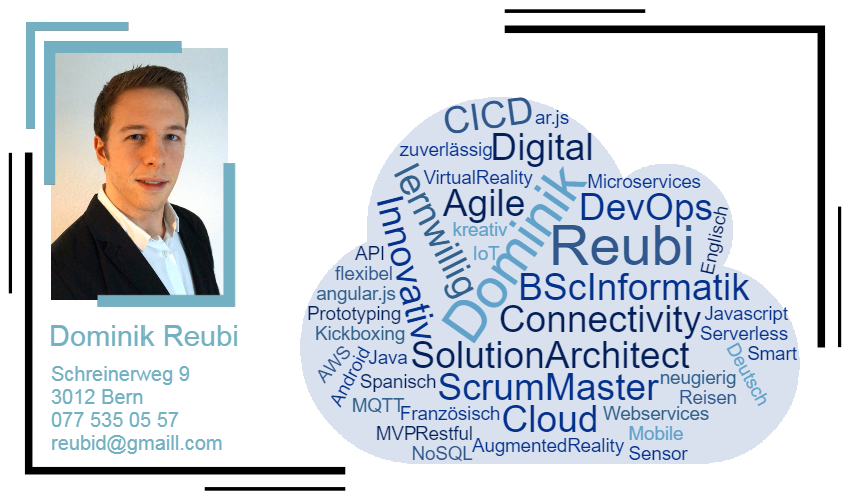 Dominik Reubi
Schreinerweg 9
3012 Bern
077 535 05 57
reubid@gmaill.com
CICD
ar.js
zuverlässig
Digital
VirtualReality
Microservices
lernwillig
Agile
Dominik
DevOps
kreativ
Innovativ
Reubi
Englisch
API
IoT
flexibel
BScInformatik
angular.js
Prototyping
Connectivity
Javascript
Kickboxing
Serverless
AWS
Android
Java
SolutionArchitect
Deutsch
Smart
Spanisch
ScrumMaster
neugierig
Reisen
MQTT
Französisch
Cloud
Webservices
MVP
Restful
Mobile
NoSQL
AugmentedReality
Sensor